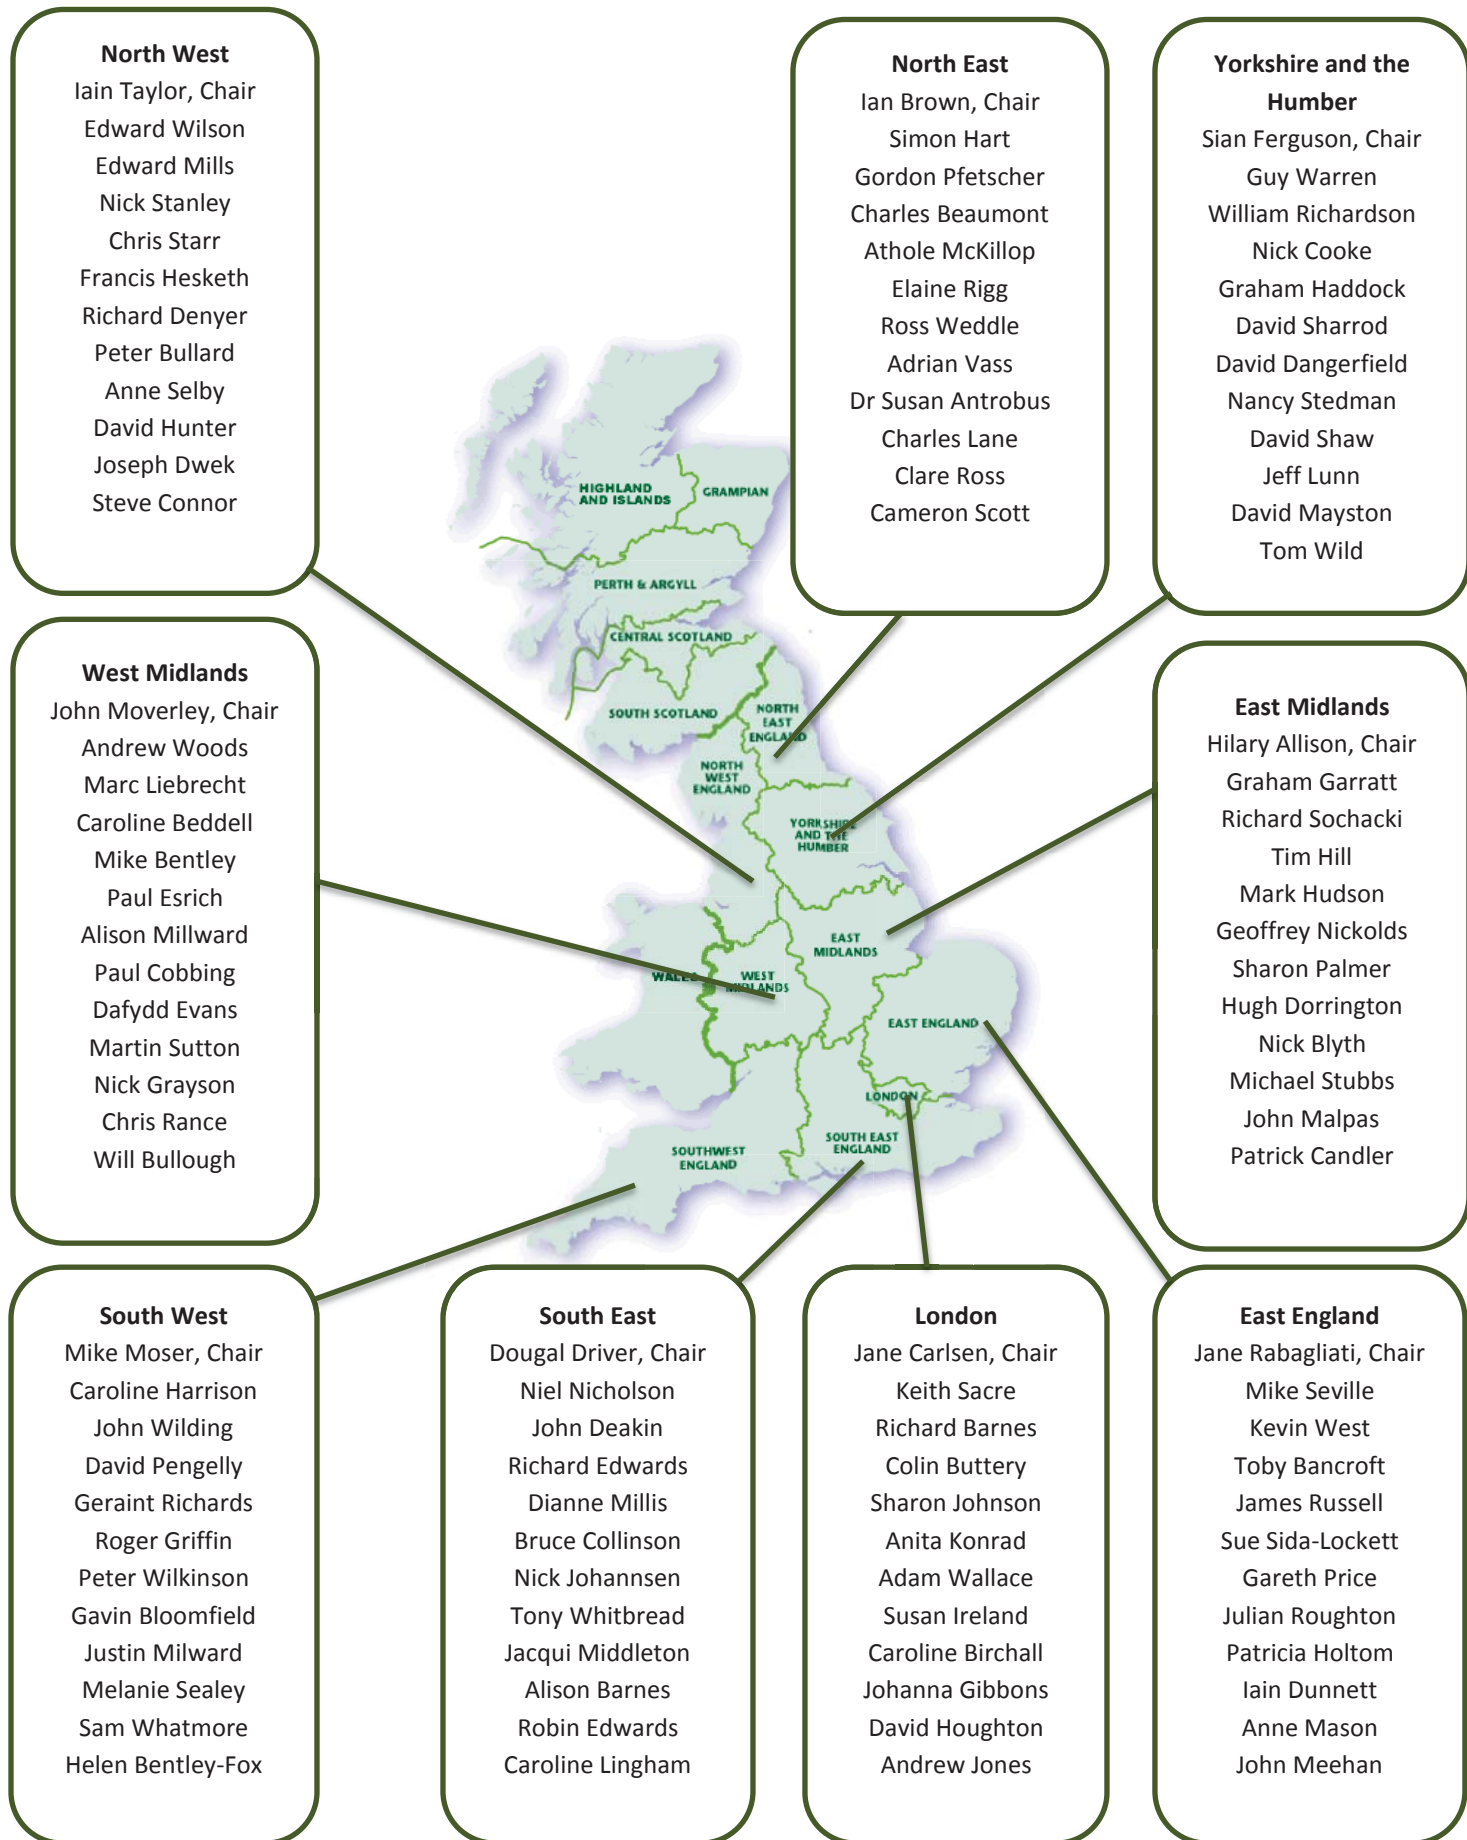 North West
Iain Taylor, Chair
Edward Wilson
Edward Mills
Nick Stanley
Chris Starr
Francis Hesketh
Richard Denyer
Peter Bullard
Anne Selby
David Hunter
Joseph Dwek
Steve Connor
North East
Ian Brown, Chair
Simon Hart
Gordon Pfetscher
Charles Beaumont
Athole McKillop
Elaine Rigg
Ross Weddle
Adrian Vass
Dr Susan Antrobus
Charles Lane
Clare Ross
Cameron Scott
Yorkshire and the
Humber
Sian Ferguson, Chair
Guy Warren
William Richardson
Nick Cooke
Graham Haddock
David Sharrod
David Dangerfield
Nancy Stedman
David Shaw
Jeff Lunn
David Mayston
Tom Wild
HIGHLAND
AND ISLANDS
GRAMPIAN
PERTH & ARGYLL
CENTRAL SCOTLAND
SOUTH SCOTLAND
NORTH
EAST
ENGLAND
NORTH
WEST
ENGLAND
YORKSHIRE
AND THE
HUMBER
EAST
MIDLANDS
WALES
WEST
MIDLANDS
EAST ENGLAND
LONDON
SOUTH EAST
ENGLAND
SOUTHWEST
ENGLAND
West Midlands
John Moverley, Chair
Andrew Woods
Marc Liebrecht
Caroline Beddell
Mike Bentley
Paul Esrich
Alison Millward
Paul Cobbing
Dafydd Evans
Martin Sutton
Nick Grayson
Chris Rance
Will Bullough
East Midlands
Hilary Allison, Chair
Graham Garratt
Richard Sochacki
Tim Hill
Mark Hudson
Geoffrey Nickolds
Sharon Palmer
Hugh Dorrington
Nick Blyth
Michael Stubbs
John Malpas
Patrick Candler
South West
Mike Moser, Chair
Caroline Harrison
John Wilding
David Pengelly
Geraint Richards
Roger Griffin
Peter Wilkinson
Gavin Bloomfield
Justin Milward
Melanie Sealey
Sam Whatmore
Helen Bentley-Fox
South East
Dougal Driver, Chair
Niel Nicholson
John Deakin
Richard Edwards
Dianne Millis
Bruce Collinson
Nick Johannsen
Tony Whitbread
Jacqui Middleton
Alison Barnes
Robin Edwards
Caroline Lingham
London
Jane Carlsen, Chair
Keith Sacre
Richard Barnes
Colin Buttery
Sharon Johnson
Anita Konrad
Adam Wallace
Susan Ireland
Caroline Birchall
Johanna Gibbons
David Houghton
Andrew Jones
East England
Jane Rabagliati, Chair
Mike Seville
Kevin West
Toby Bancroft
James Russell
Sue Sida-Lockett
Gareth Price
Julian Roughton
Patricia Holtom
Iain Dunnett
Anne Mason
John Meehan